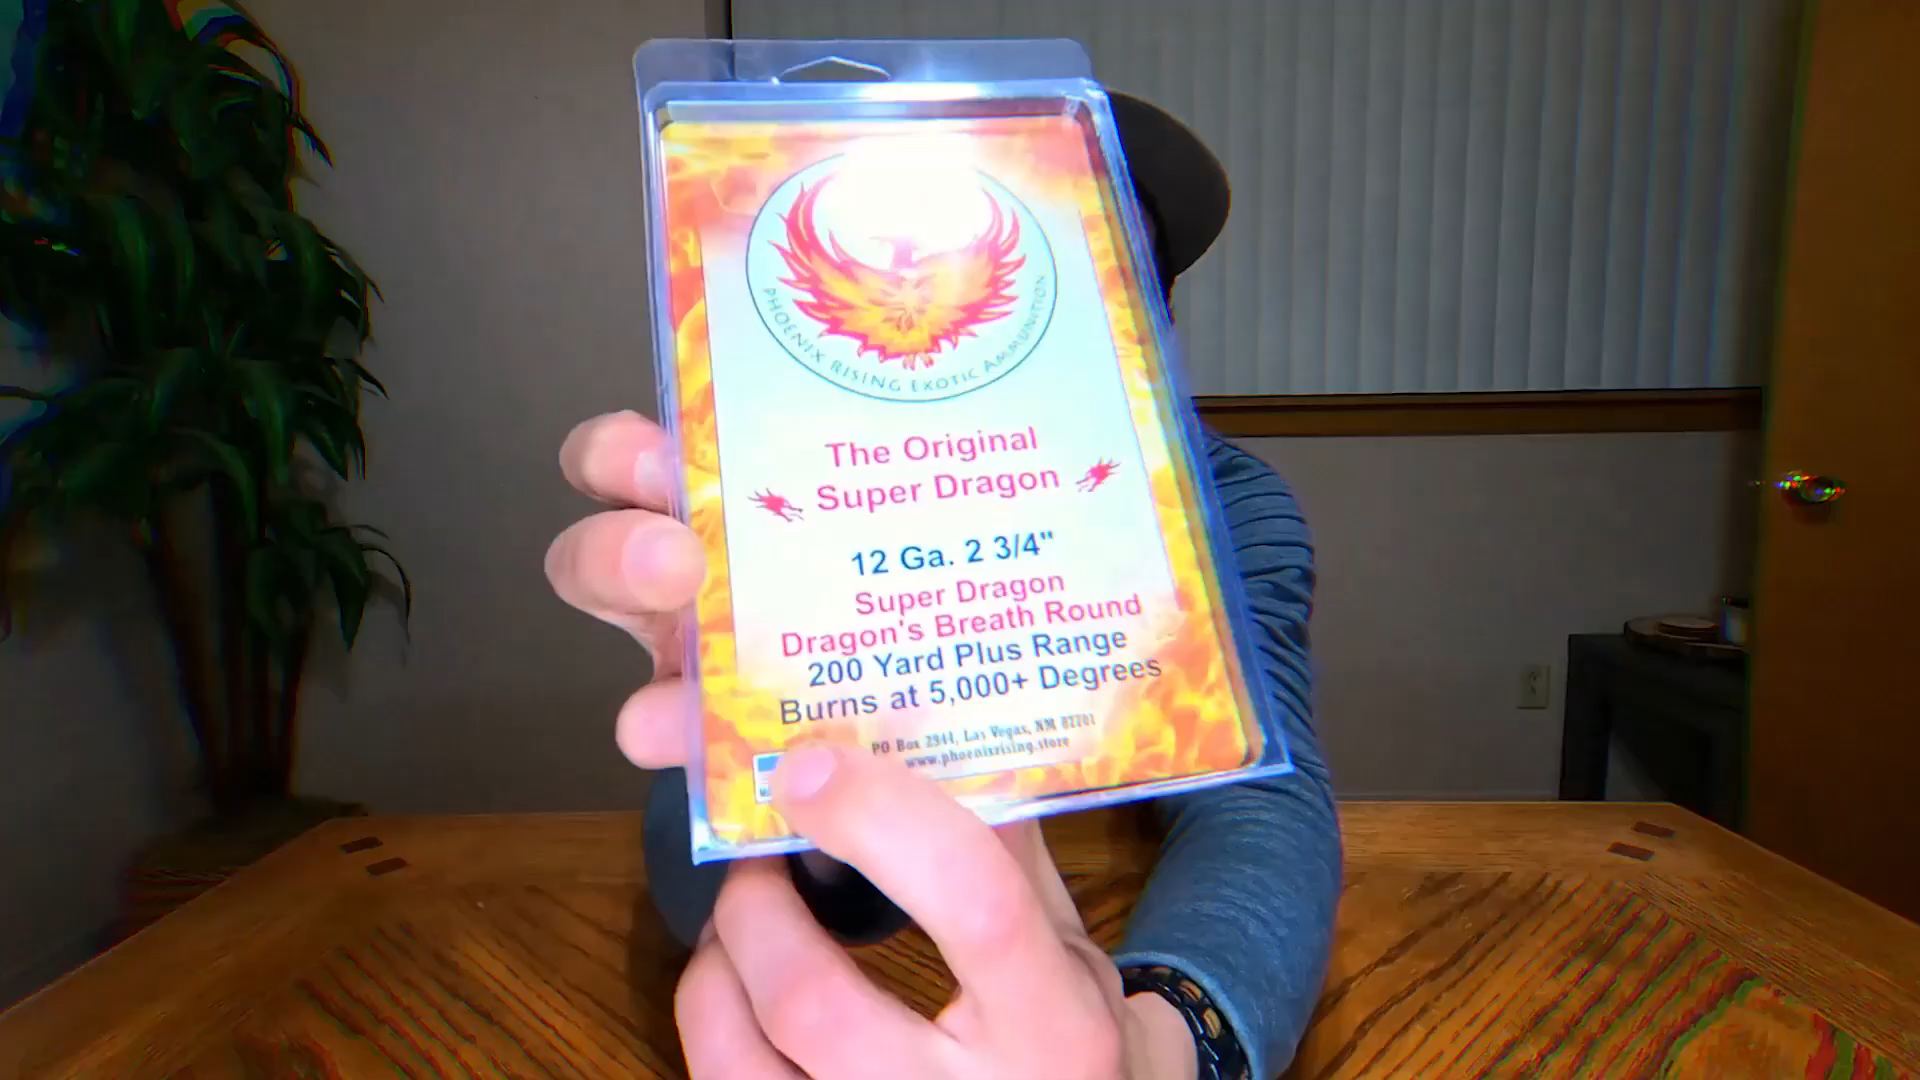 PHOENIX RISING EXOTIC AMMUNITION
The Original
Super Dragon
12 Ga. 2 3/4"
Super Dragon
Dragon's Breath Round
200 Yard Plus Range
Burns at 5,000+ Degrees
PO Box 2944, Las Vegas, NM 87701
www.phoenixrising.store